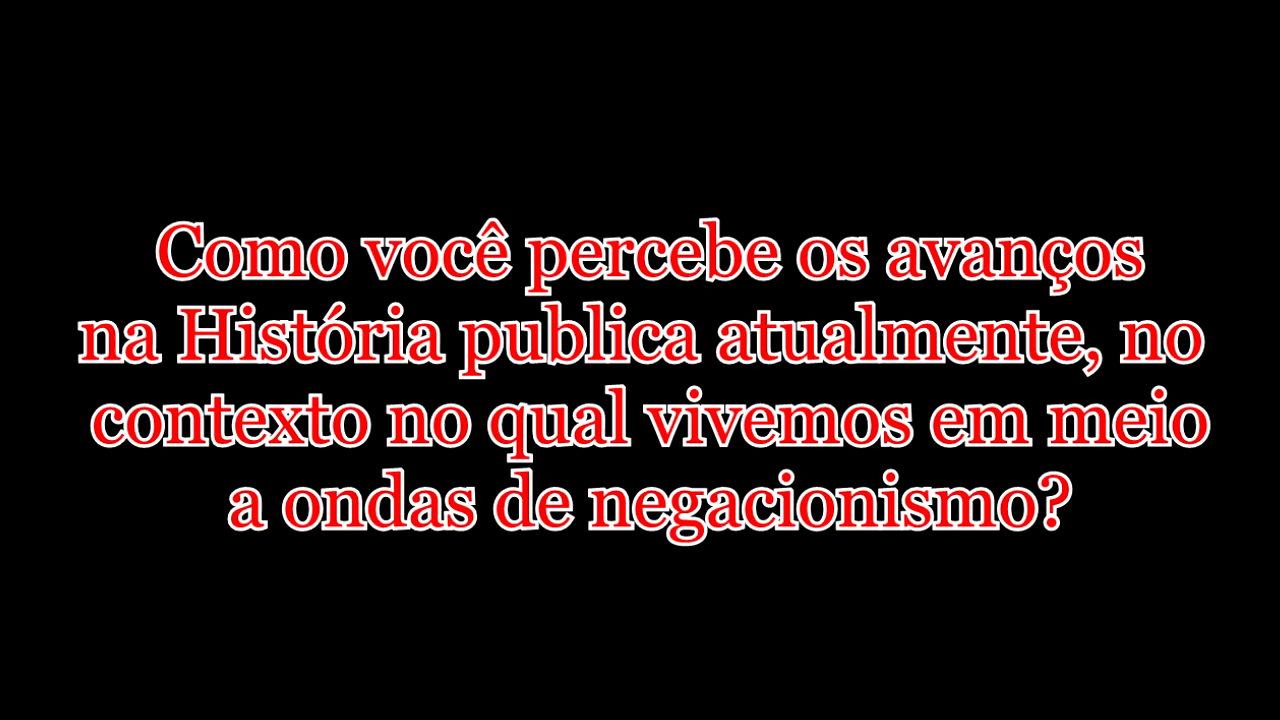 Como você percebe os avanços
na História publica atualmente, no
contexto no qual vivemos em meio
a ondas de negacionismo?